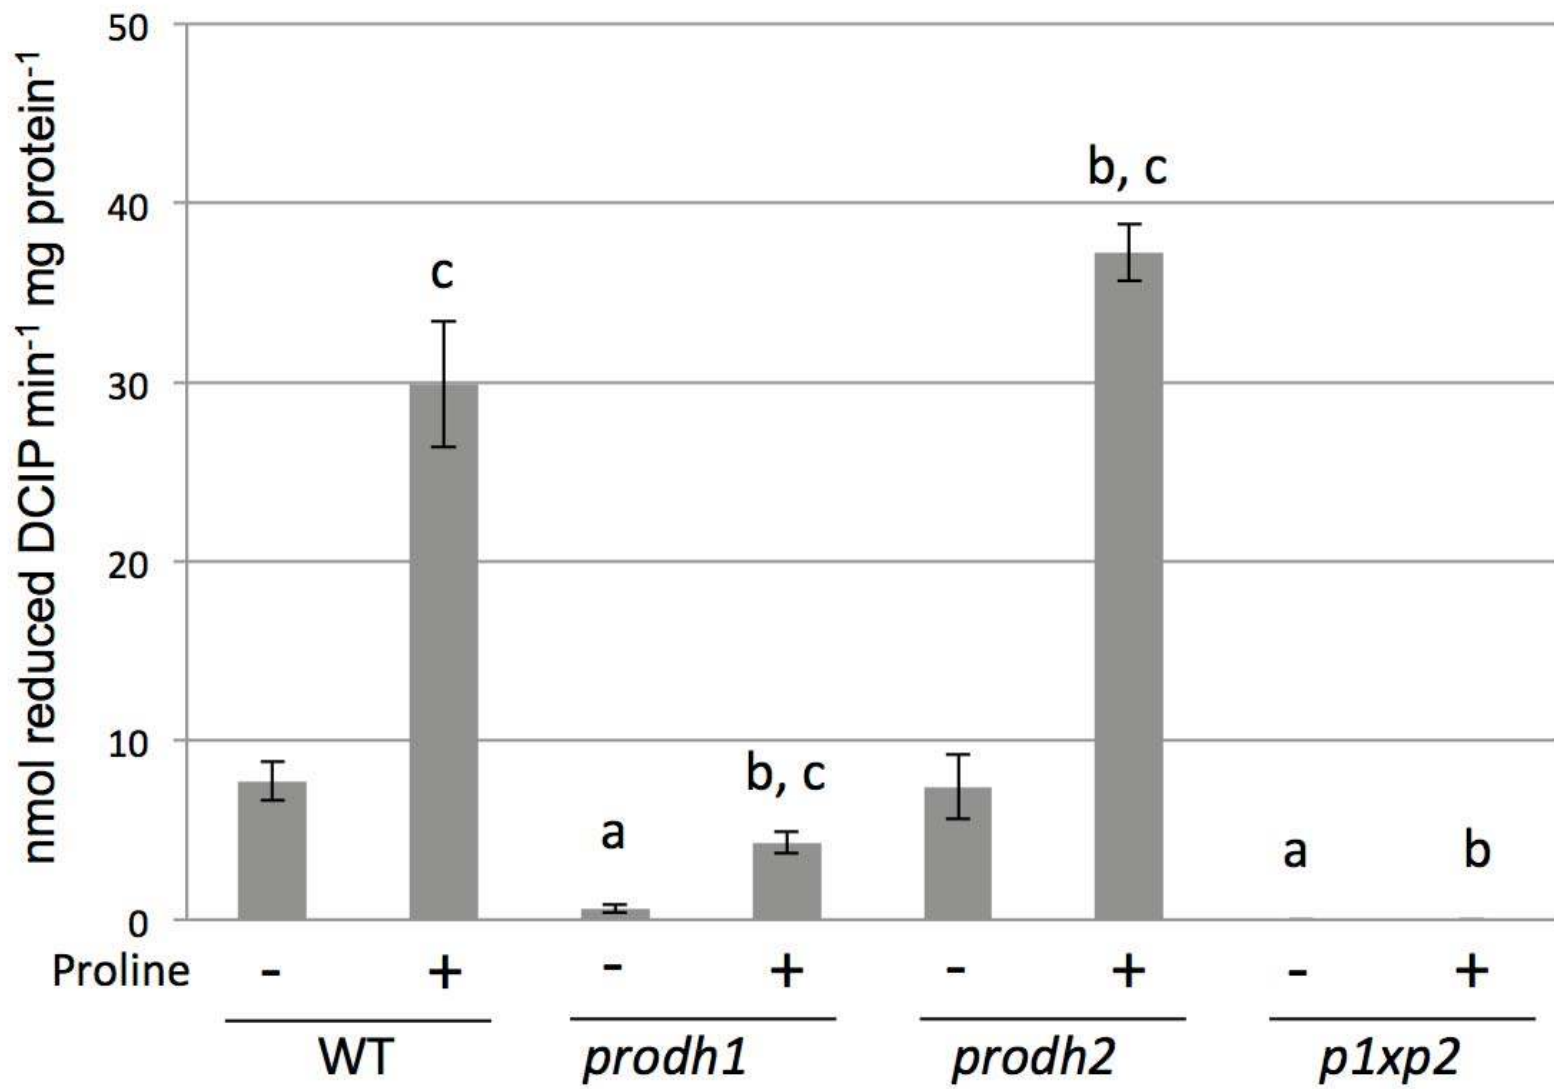 nmol reduced DCIP min⁻¹ mg protein⁻¹
50
40
30
20
10
0
c
a
b, c
b, c
a
b
Proline - + - + - + - +
WT prodh1 prodh2 p1xp2